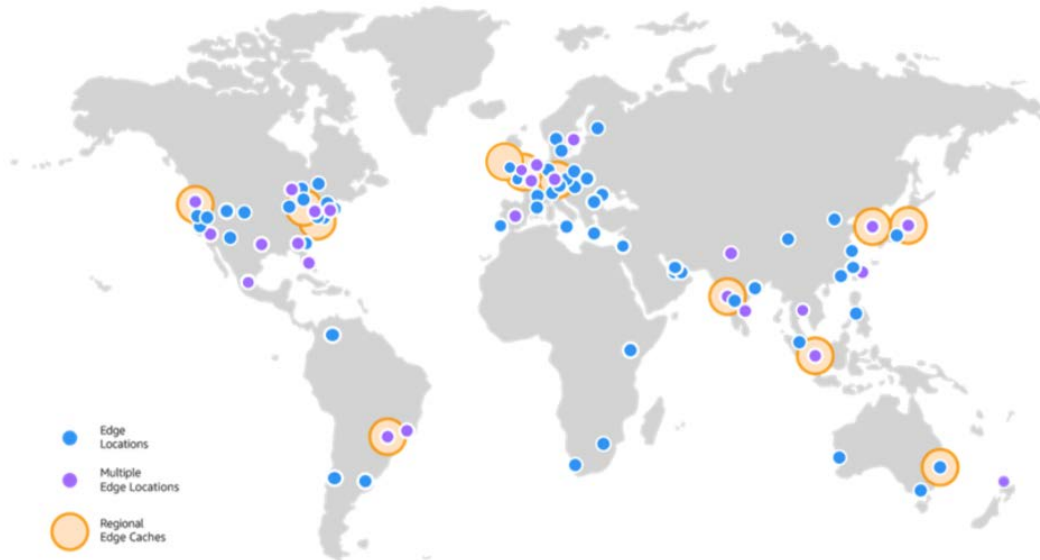 Edge
Locations
Multiple
Edge Locations
Regional
Edge Caches